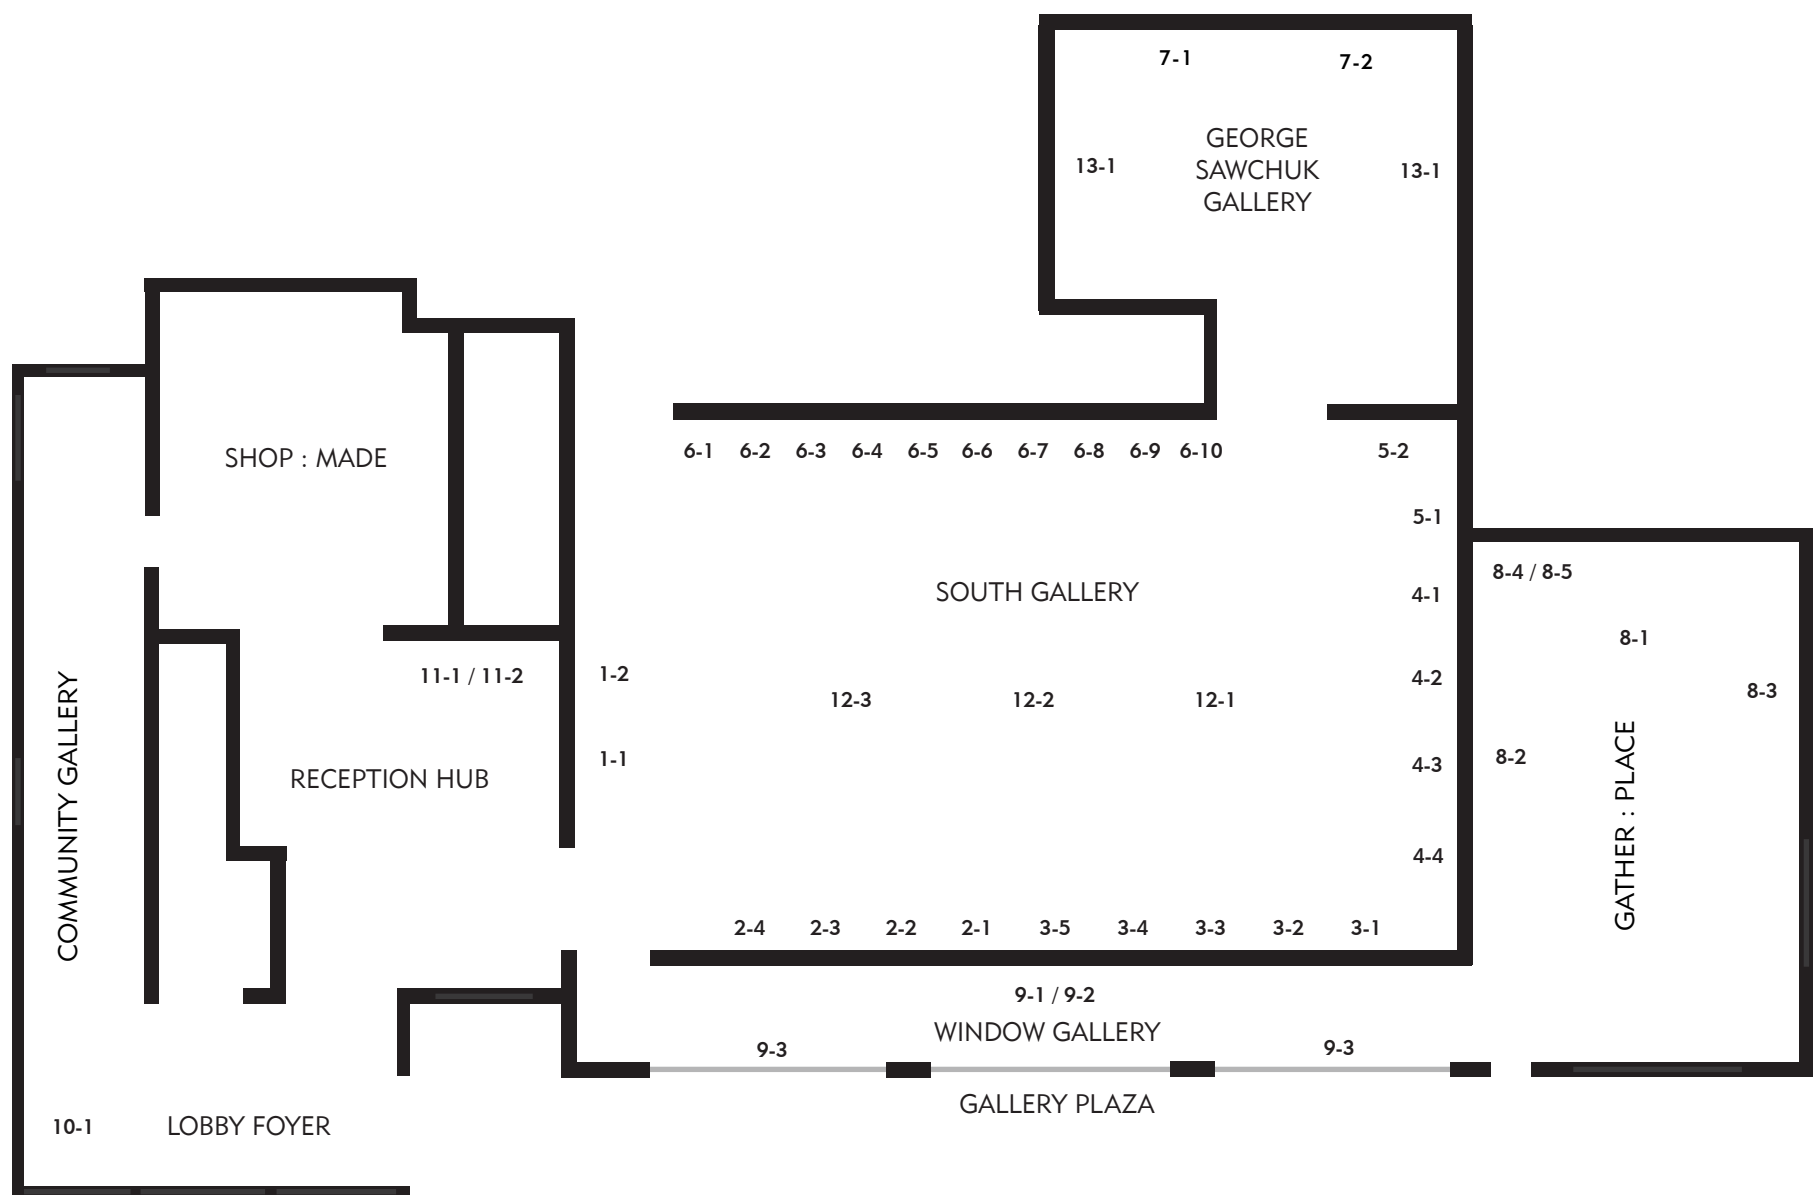 7-1
7-2
GEORGE
SAWCHUK
GALLERY
13-1
13-1
SHOP : MADE
6-1 6-2 6-3 6-4 6-5 6-6 6-7 6-8 6-9 6-10
5-2
5-1
8-4 / 8-5
SOUTH GALLERY
4-1
8-1
11-1 / 11-2
1-2
4-2
8-3
12-3
12-2
12-1
1-1
4-3
8-2
RECEPTION HUB
COMMUNITY GALLERY
GATHER : PLACE
4-4
2-4 2-3 2-2 2-1 3-5 3-4 3-3 3-2 3-1
9-1 / 9-2
WINDOW GALLERY
9-3
9-3
GALLERY PLAZA
10-1
LOBBY FOYER